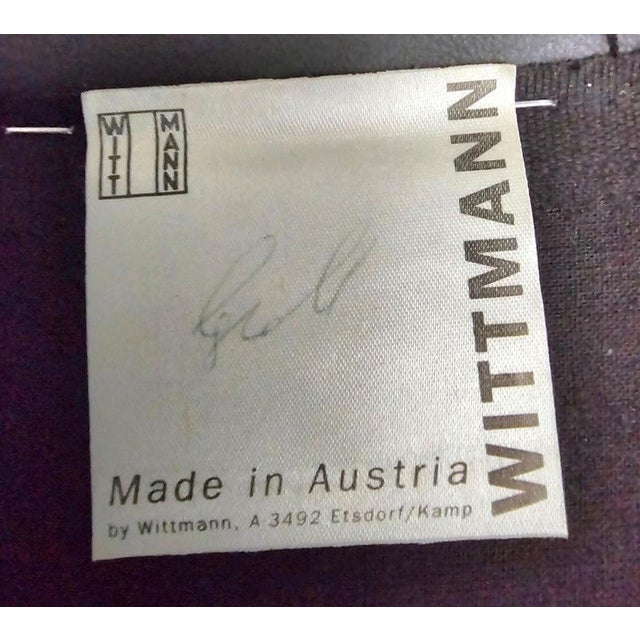 WITT MANN
WITTMANN
Made in Austria
by Wittmann, A 3492 Etsdorf/Kamp